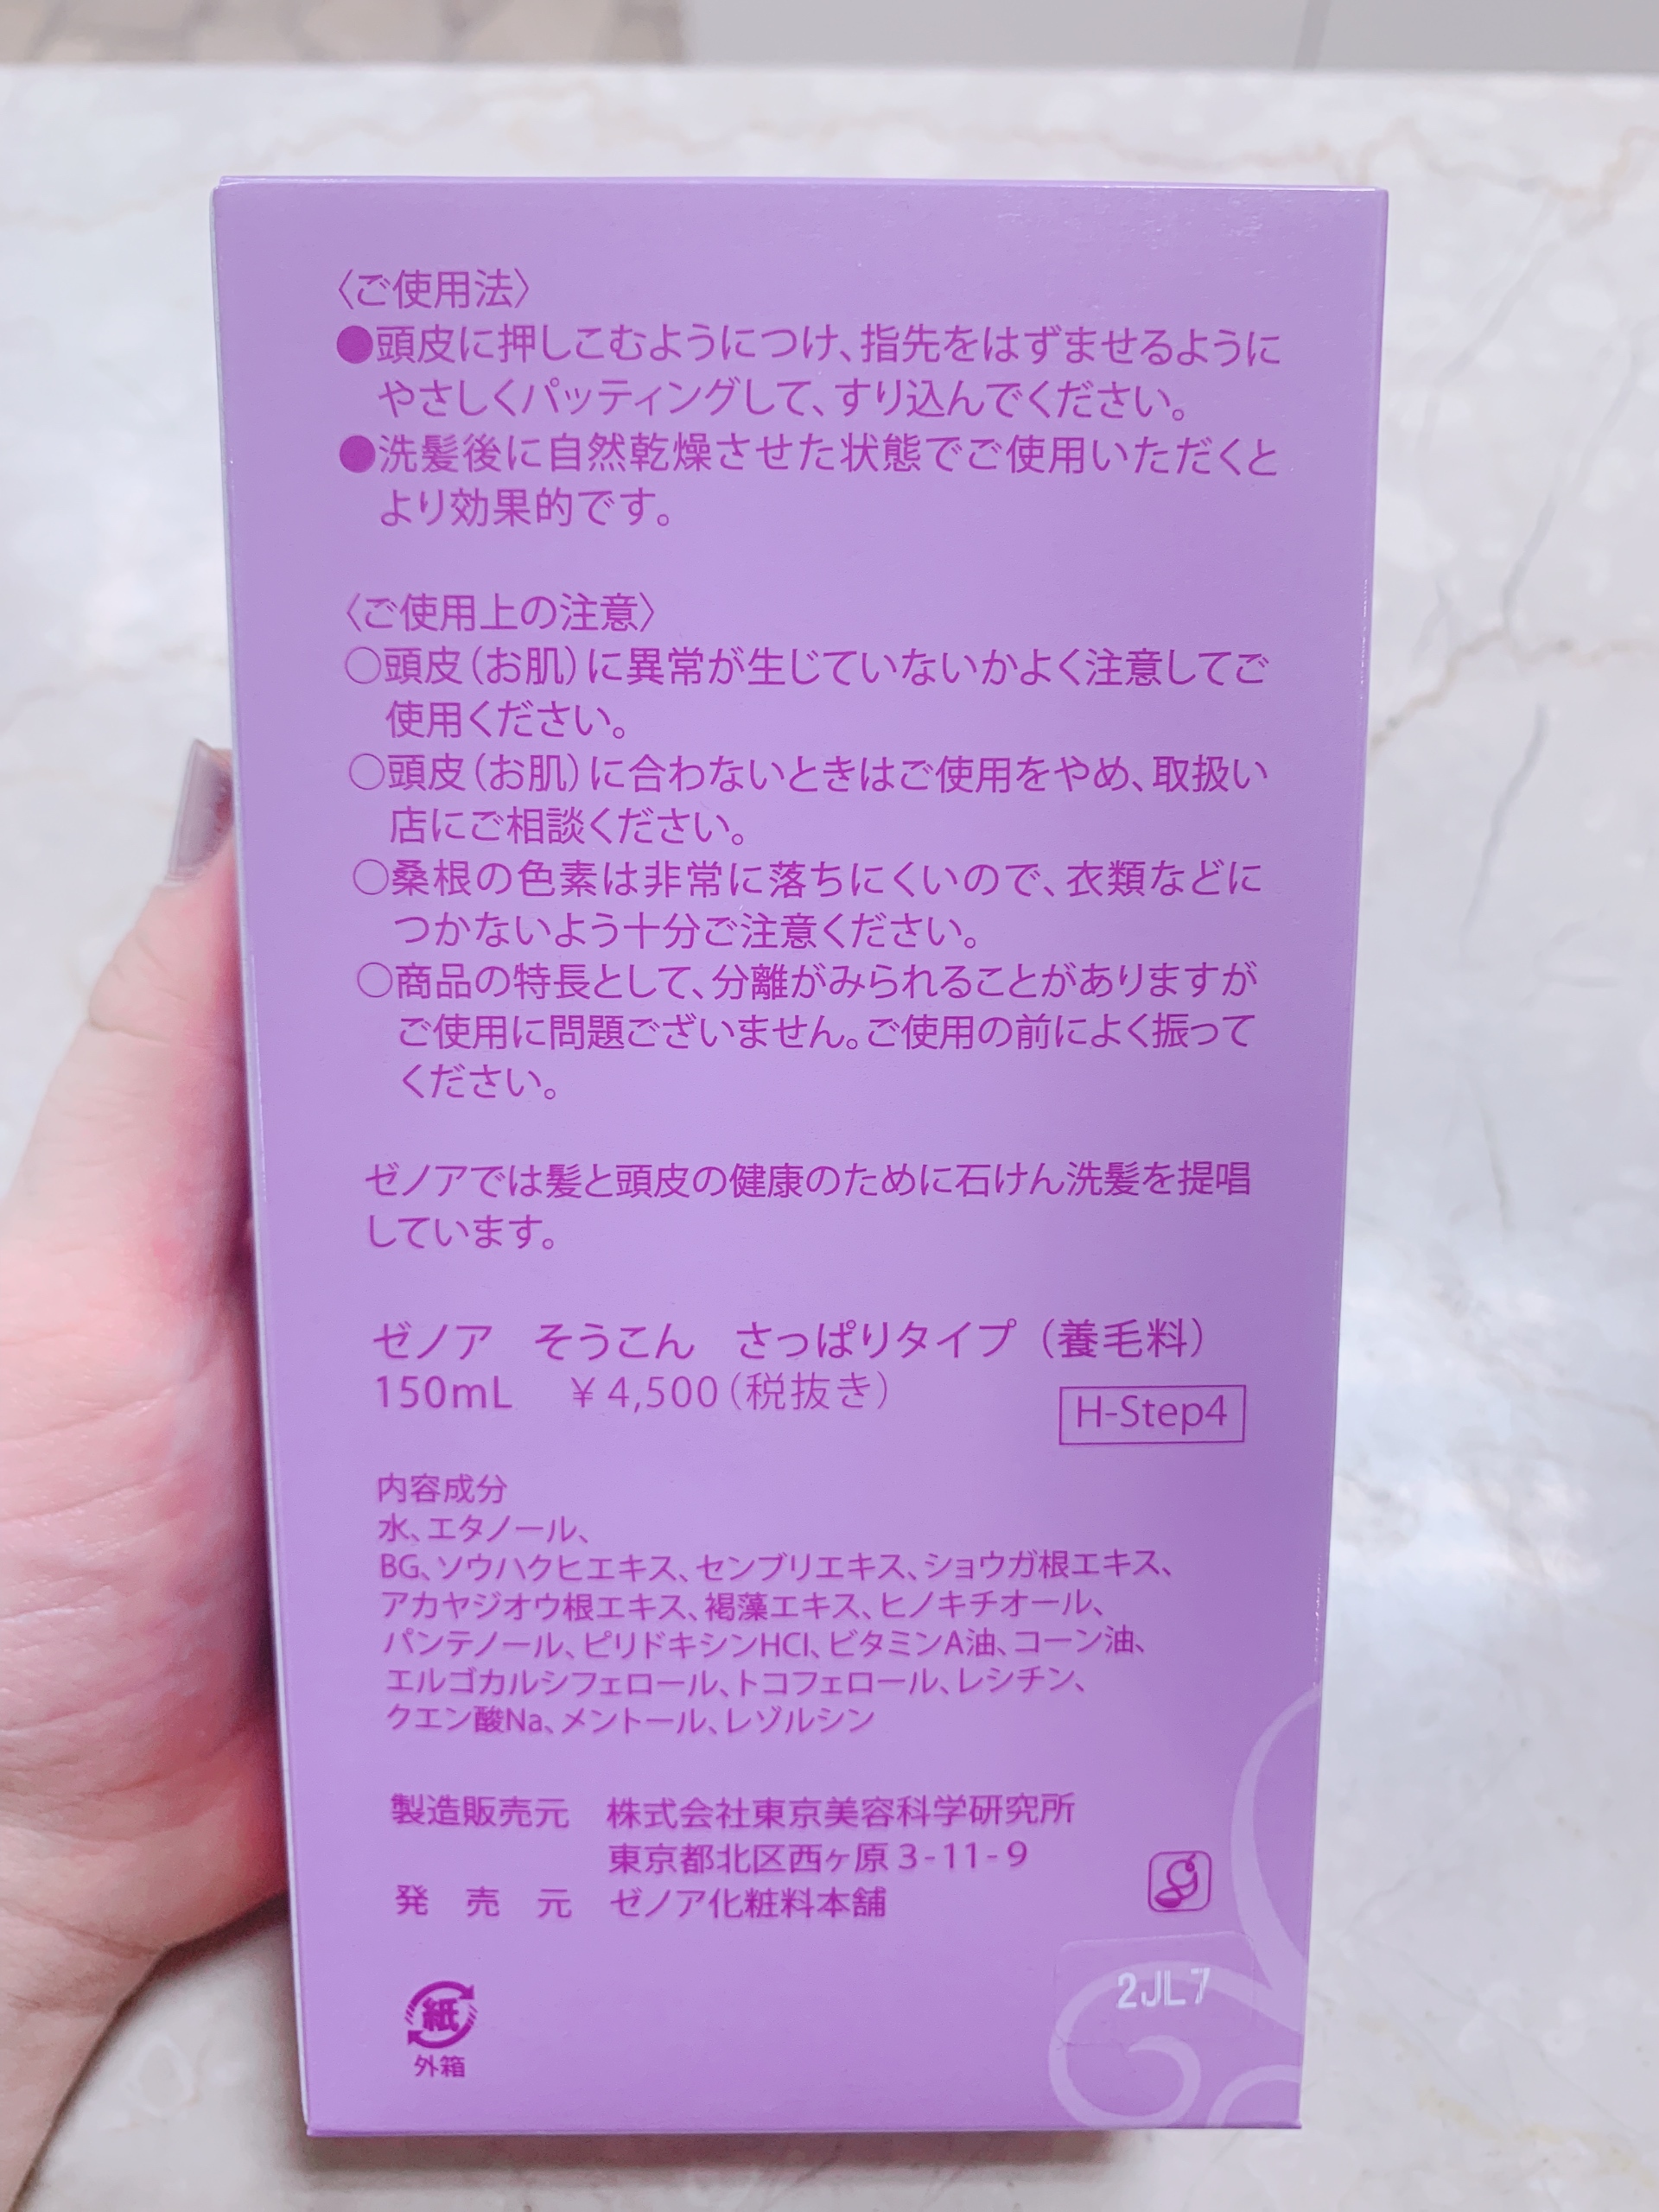 〈ご使用法〉
●頭皮に押しこむようにつけ、指先をはずませるように
やさしくパッティングして、すり込んでください。
●洗髪後に自然乾燥させた状態でご使用いただくと
より効果的です。
〈ご使用上の注意〉
○頭皮(お肌)に異常が生じていないかよく注意してご
使用ください。
○頭皮(お肌)に合わないときはご使用をやめ、取扱い
店にご相談ください。
○桑根の色素は非常に落ちにくいので、衣類などに
つかないよう十分ご注意ください。
○商品の特長として、分離がみられることがありますが
ご使用に問題ございません。ご使用の前によく振って
ください。
ゼノアでは髪と頭皮の健康のために石けん洗髪を提唱
しています。
ゼノア そうこん さっぱりタイプ(養毛料)
150mL ¥4,500(税抜き)
H-Step4
内容成分
水、エタノール、
BG、ソウハクヒエキス、センブリエキス、ショウガ根エキス、
アカヤジオウ根エキス、褐藻エキス、ヒノキチオール、
パンテノール、ピリドキシンHCl、ビタミンA油、コーン油、
エルゴカルシフェロール、トコフェロール、レシチン、
クエン酸Na、メントール、レゾルシン
製造販売元 株式会社東京美容科学研究所
東京都北区西ヶ原3-11-9
発売元 ゼノア化粧料本舗
紙
外箱
2JL7